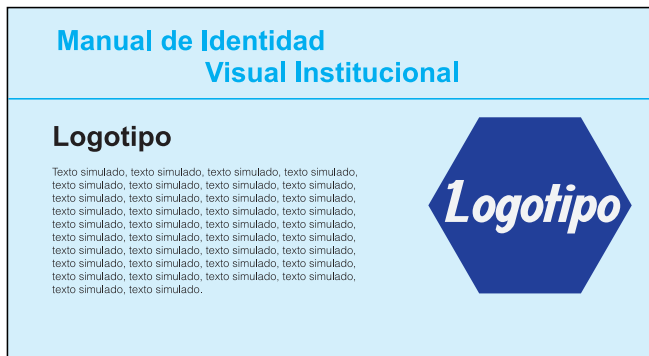 Manual de Identidad
Visual Institucional
Logotipo
Texto simulado, texto simulado, texto simulado, texto simulado,
texto simulado, texto simulado, texto simulado, texto simulado,
texto simulado, texto simulado, texto simulado, texto simulado,
texto simulado, texto simulado, texto simulado, texto simulado,
texto simulado, texto simulado, texto simulado, texto simulado,
texto simulado, texto simulado, texto simulado, texto simulado,
texto simulado, texto simulado, texto simulado, texto simulado,
texto simulado, texto simulado, texto simulado, texto simulado,
texto simulado, texto simulado, texto simulado, texto simulado,
texto simulado, texto simulado.
Logotipo